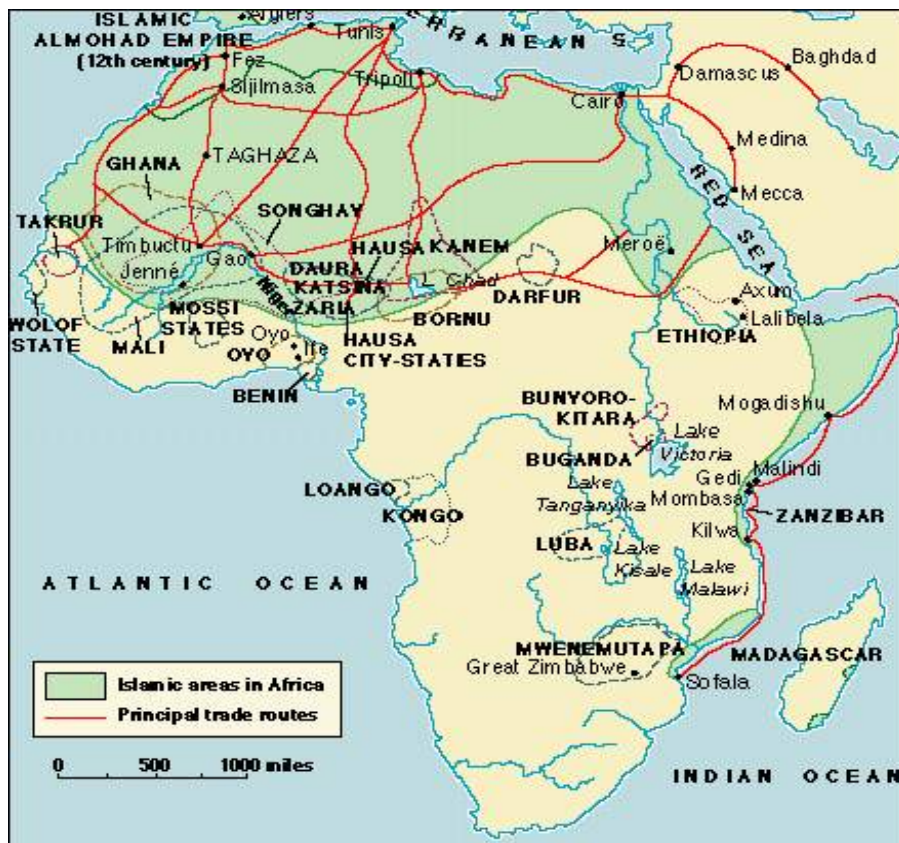 ISLAMIC
ALMOHAD EMPIRE
(12th century)
Algiers
Tunis
ERRANEAN S
Fez
Sijilmasa
Tripoli
Cairo
Damascus
Baghdad
Medina
Mecca
RED
SEA
TAGHAZA
GHANA
TAKRUR
SONGHAY
Timbuctu
Gao
Jenné
HAUSA
KANEM
DAURA
KATSINA
ZARIA
L. Chad
Niger
Meroë
DARFUR
Axum
Lalibela
ETHIOPIA
WOLOF
STATE
MALI
MOSSI
STATES
Oyo
OYO
Ife
BENIN
HAUSA
CITY-STATES
BORNU
BUNYORO-
KITARA
BUGANDA
Lake
Victoria
Mogadishu
Gedi
Malindi
Mombasa
ZANZIBAR
Kilwa
LOANGO
KONGO
Lake
Tanganyika
LUBA
Lake
Kisale
Lake
Malawi
ATLANTIC OCEAN
MWENEMUTAPA
Great Zimbabwe
Sofala
MADAGASCAR
Islamic areas in Africa
Principal trade routes
0 500 1000 miles
INDIAN OCEAN